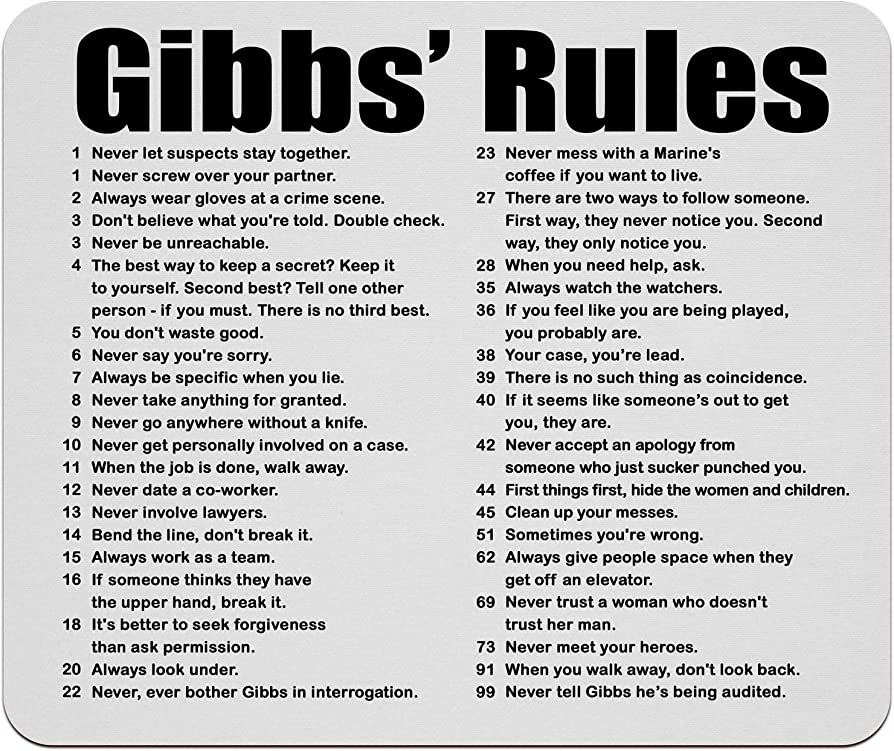 Gibbs’ Rules
1 Never let suspects stay together.
1 Never screw over your partner.
2 Always wear gloves at a crime scene.
3 Don't believe what you're told. Double check.
3 Never be unreachable.
4 The best way to keep a secret? Keep it
to yourself. Second best? Tell one other
person - if you must. There is no third best.
5 You don't waste good.
6 Never say you're sorry.
7 Always be specific when you lie.
8 Never take anything for granted.
9 Never go anywhere without a knife.
10 Never get personally involved on a case.
11 When the job is done, walk away.
12 Never date a co-worker.
13 Never involve lawyers.
14 Bend the line, don't break it.
15 Always work as a team.
16 If someone thinks they have
the upper hand, break it.
18 It's better to seek forgiveness
than ask permission.
20 Always look under.
22 Never, ever bother Gibbs in interrogation.
23 Never mess with a Marine's
coffee if you want to live.
27 There are two ways to follow someone.
First way, they never notice you. Second
way, they only notice you.
28 When you need help, ask.
35 Always watch the watchers.
36 If you feel like you are being played,
you probably are.
38 Your case, you’re lead.
39 There is no such thing as coincidence.
40 If it seems like someone’s out to get
you, they are.
42 Never accept an apology from
someone who just sucker punched you.
44 First things first, hide the women and children.
45 Clean up your messes.
51 Sometimes you're wrong.
62 Always give people space when they
get off an elevator.
69 Never trust a woman who doesn't
trust her man.
73 Never meet your heroes.
91 When you walk away, don't look back.
99 Never tell Gibbs he’s being audited.